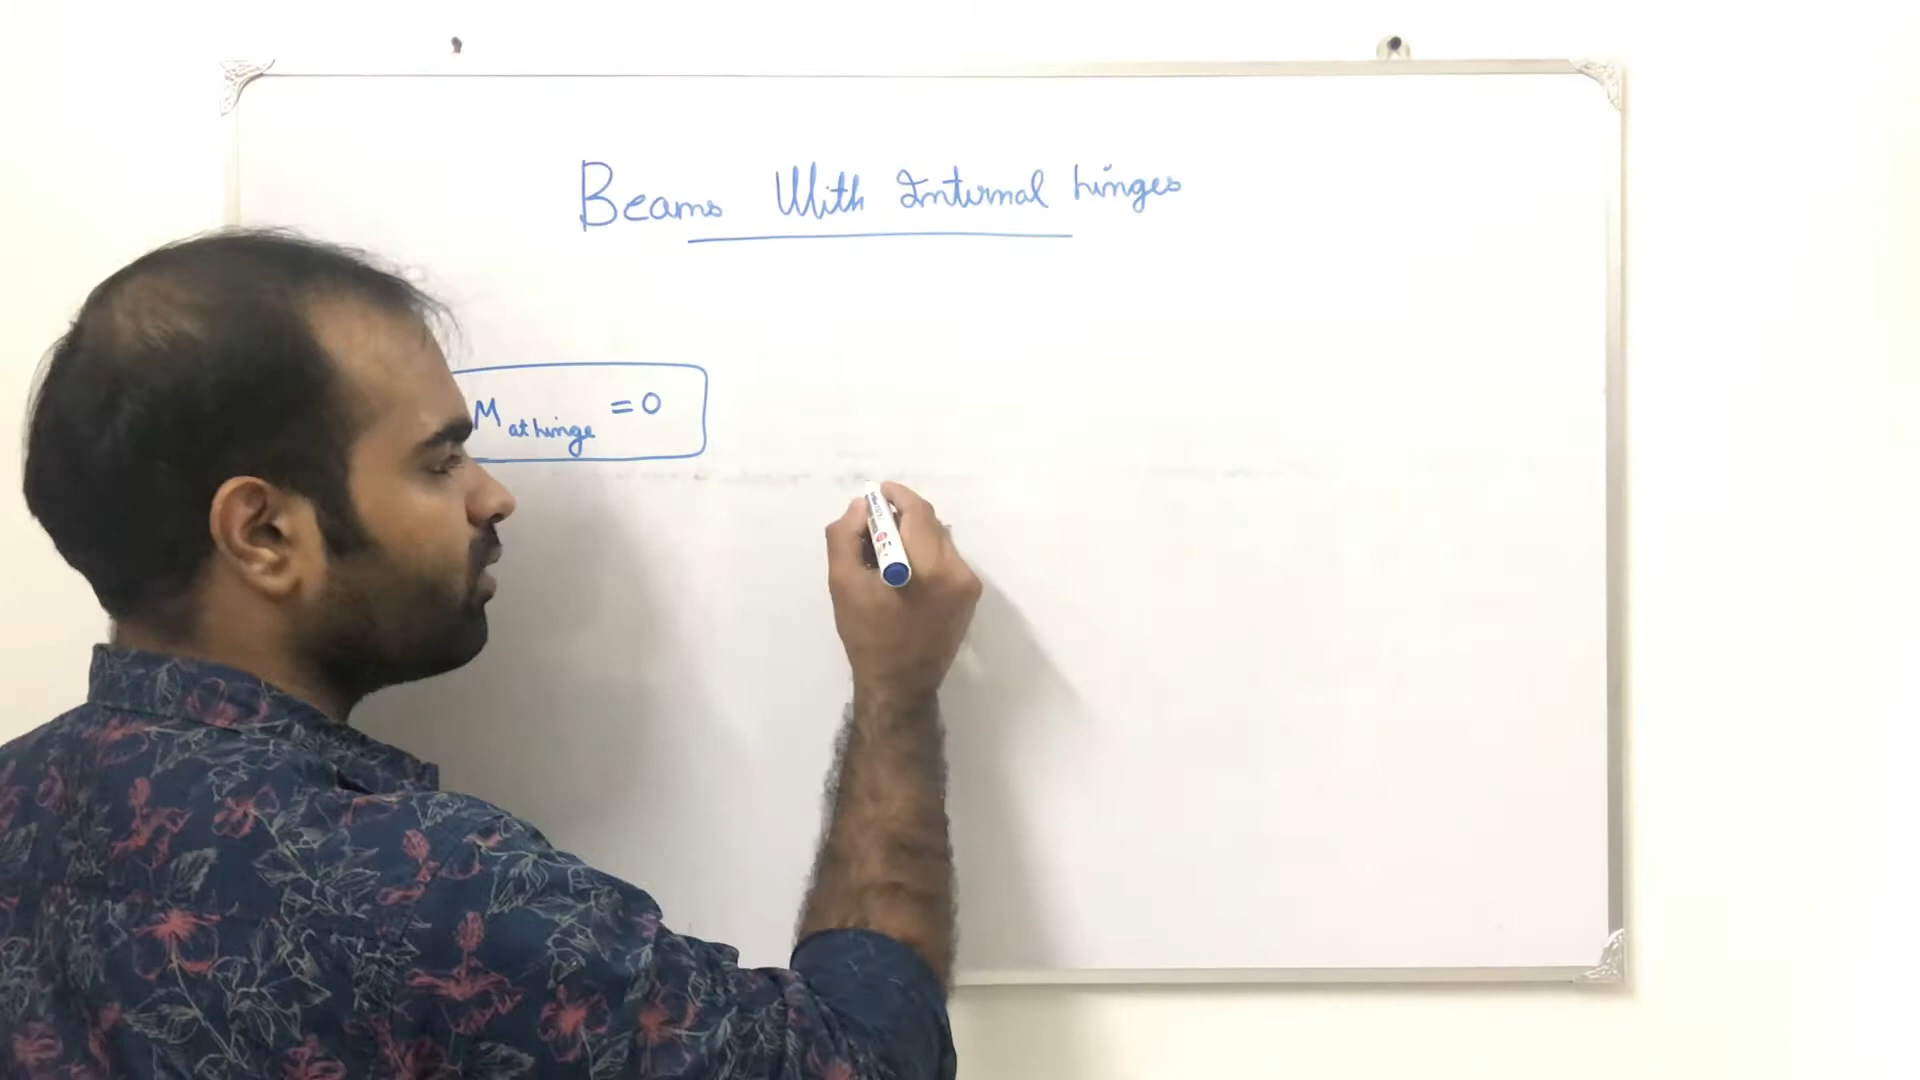 Beams With Internal hinges
M at hinge = 0